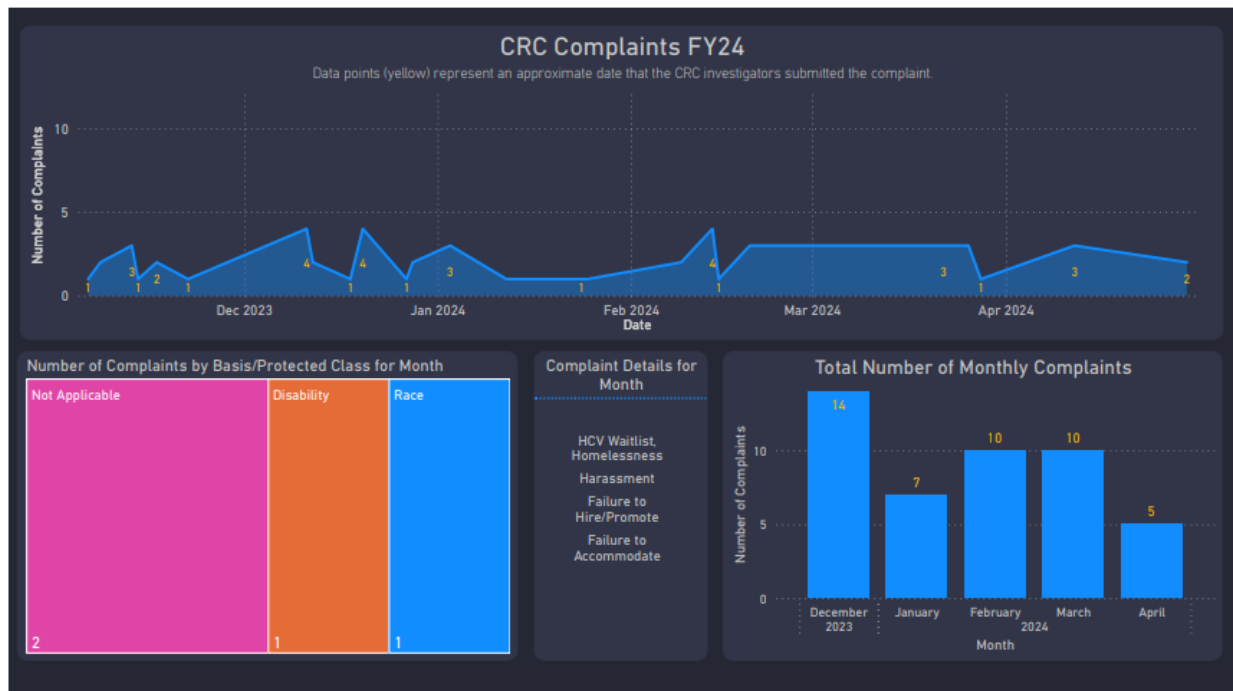 CRC Complaints FY24
Data points (yellow) represent an approximate date that the CRC investigators submitted the complaint.
Number of Complaints
10
5
0
1
3
1
2
1
4
1
4
1
3
1
4
1
3
1
3
2
Dec 2023
Jan 2024
Feb 2024
Mar 2024
Apr 2024
Date
Number of Complaints by Basis/Protected Class for Month
Not Applicable
Disability
Race
2
1
1
Complaint Details for
Month
HCV Waitlist,
Homelessness
Harassment
Failure to
Hire/Promote
Failure to
Accommodate
Total Number of Monthly Complaints
Number of Complaints
10
5
0
14
7
10
10
5
December
January
February
March
April
2023
2024
Month